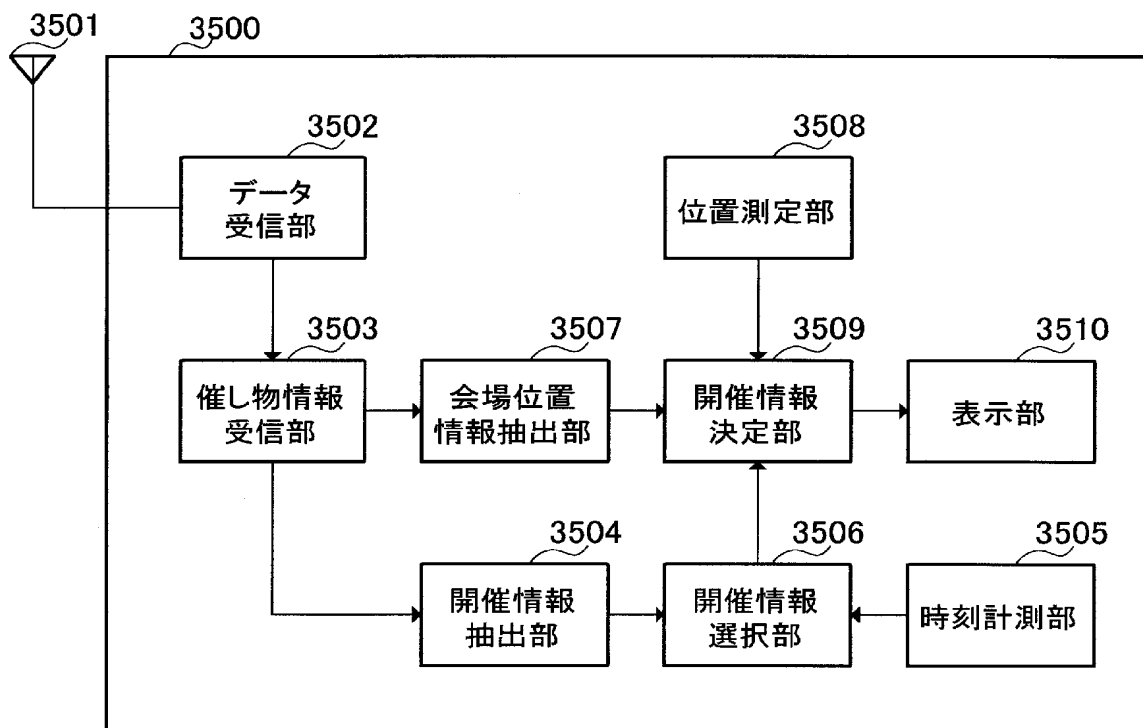 3501
3500
3502
データ
受信部
3508
位置測定部
3503
催し物情報
受信部
3507
会場位置
情報抽出部
3509
開催情報
決定部
3510
表示部
3504
開催情報
抽出部
3506
開催情報
選択部
3505
時刻計測部